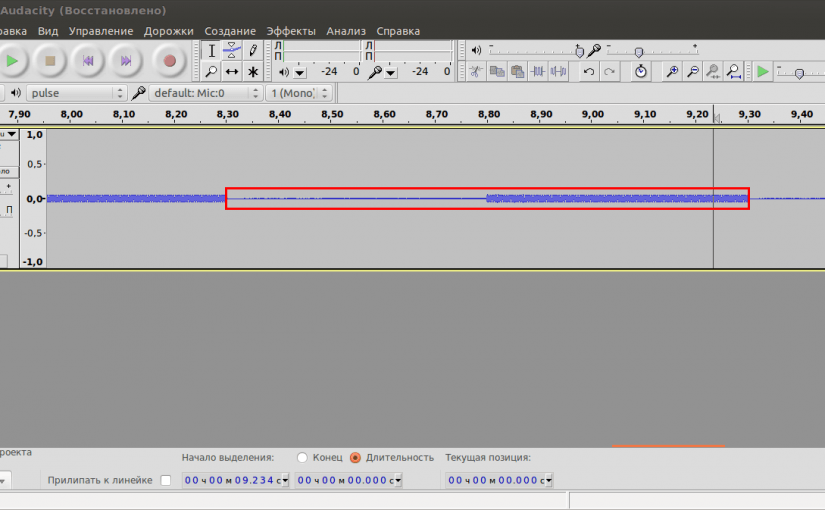 Audacity (Восстановлено)
равка Вид Управление Дорожки Создание Эффекты Анализ Справка
Л Л
П П
-24 0 -24 0
pulse default: Mic:0 1 (Mono)
7,90 8,00 8,10 8,20 8,30 8,40 8,50 8,60 8,70 8,80 8,90 9,00 9,10 9,20 9,30 9,40
1,0
0,5
0,0
П
-0,5
-1,0
роекта
Начало выделения: Конец Длительность Текущая позиция:
Прилипать к линейке 00 ч 00 м 09.234 с 00 ч 00 м 00.000 с 00 ч 00 м 00.000 с